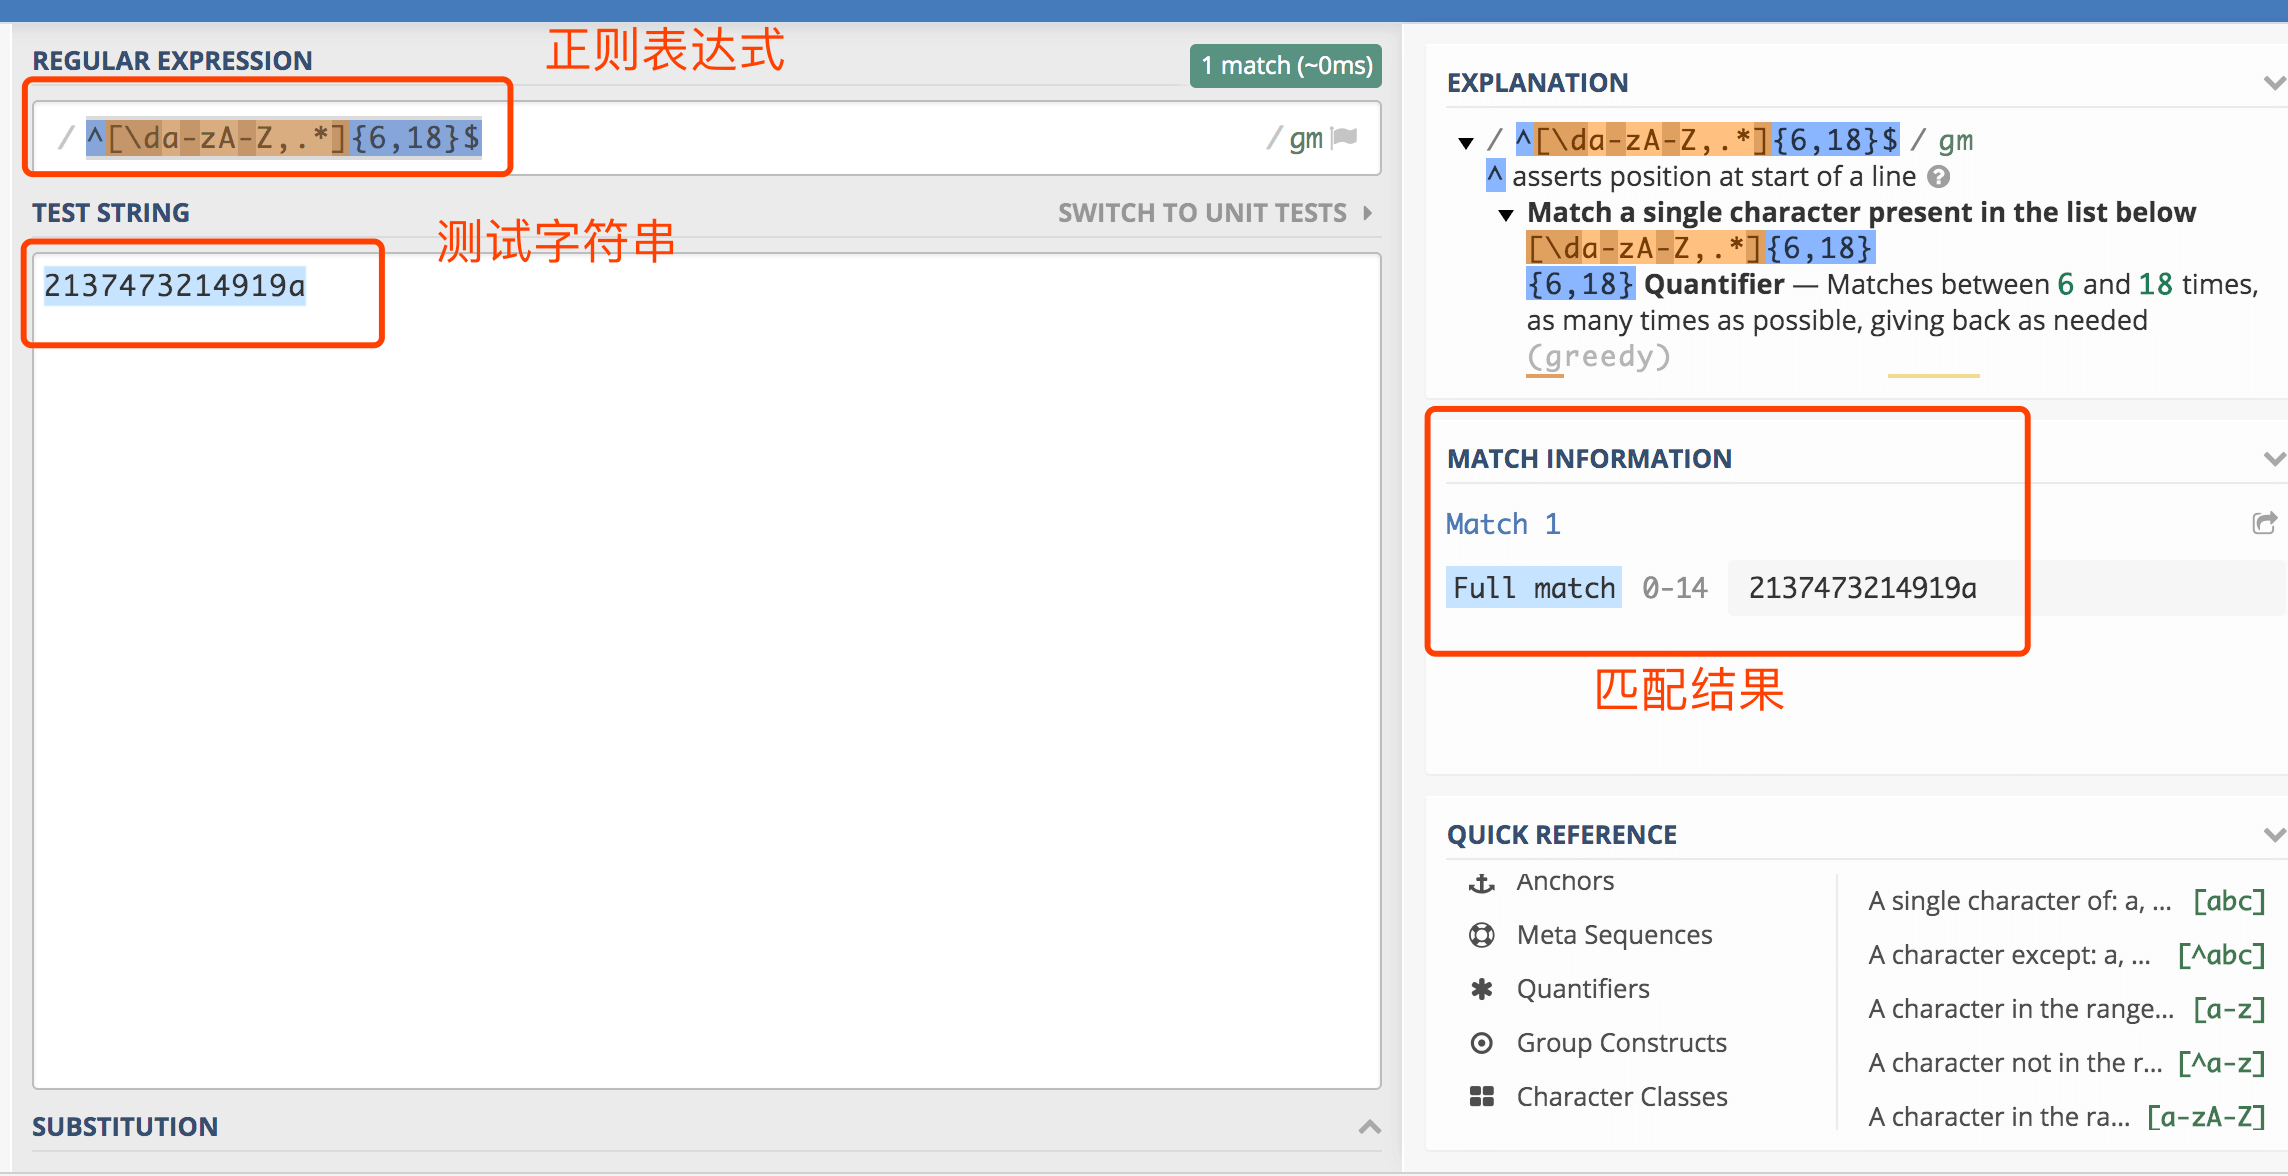 REGULAR EXPRESSION
正则表达式
1 match (~0ms)
/ ^[\da-zA-Z,.*]{6,18}$
/ gm
TEST STRING
SWITCH TO UNIT TESTS
测试字符串
2137473214919a
SUBSTITUTION
EXPLANATION
/ ^[\da-zA-Z,.*]{6,18}$ / gm
^ asserts position at start of a line
Match a single character present in the list below
[\da-zA-Z,.*]{6,18}
{6,18} Quantifier — Matches between 6 and 18 times,
as many times as possible, giving back as needed
(greedy)
MATCH INFORMATION
Match 1
Full match 0-14 2137473214919a
匹配结果
QUICK REFERENCE
Anchors
Meta Sequences
Quantifiers
Group Constructs
Character Classes
A single character of: a, ... [abc]
A character except: a, ... [^abc]
A character in the range... [a-z]
A character not in the r... [^a-z]
A character in the ra... [a-zA-Z]